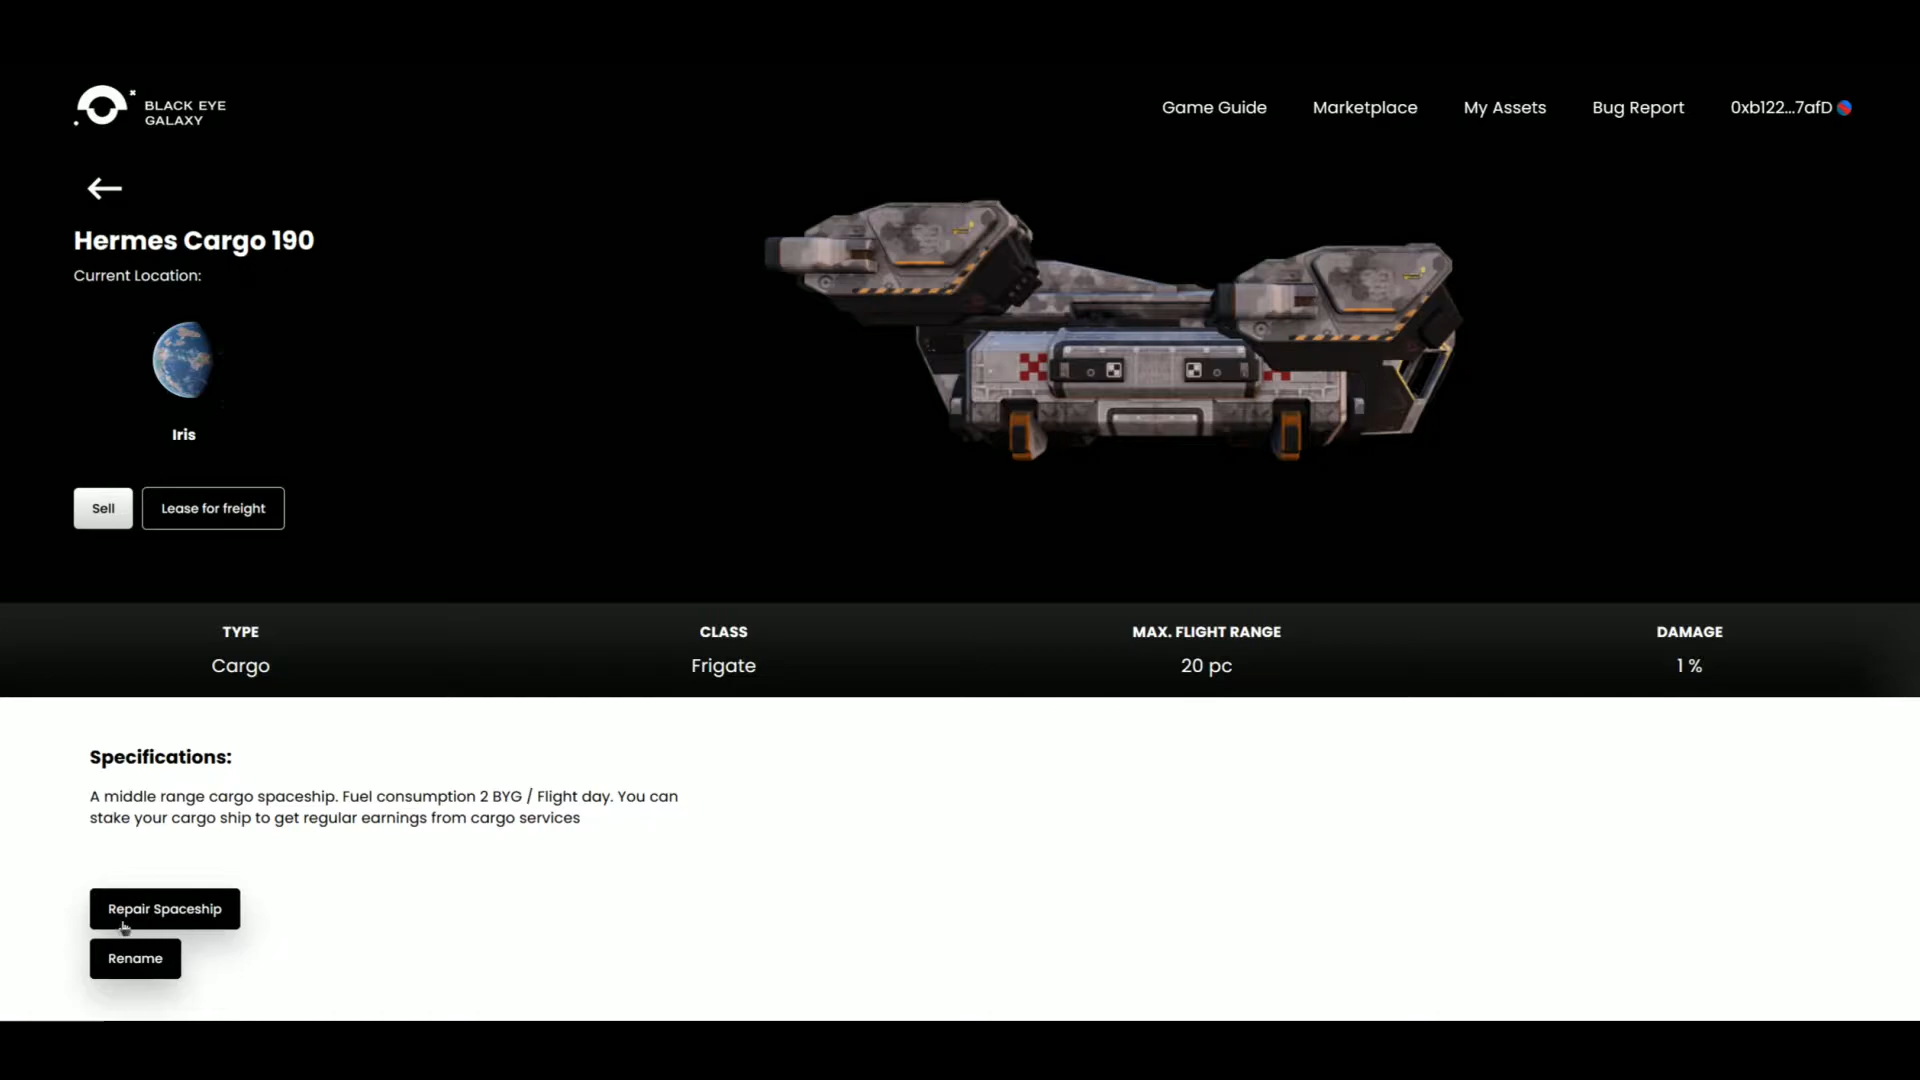 BLACK EYE
GALAXY
Game Guide
Marketplace
My Assets
Bug Report
0xb122...7afD
Hermes Cargo 190
Current Location:
Iris
Sell
Lease for freight
TYPE
CLASS
MAX. FLIGHT RANGE
DAMAGE
Cargo
Frigate
20 pc
1 %
Specifications:
A middle range cargo spaceship. Fuel consumption 2 BYG / Flight day. You can
stake your cargo ship to get regular earnings from cargo services
Repair Spaceship
Rename